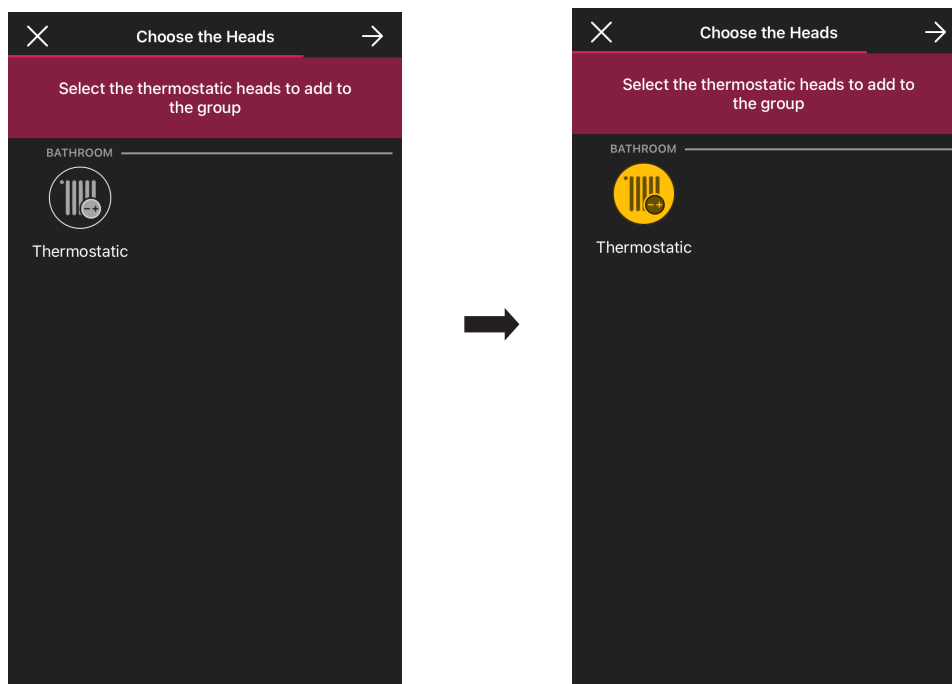 Choose the Heads
Select the thermostatic heads to add to
the group
BATHROOM
Thermostatic
Choose the Heads
Select the thermostatic heads to add to
the group
BATHROOM
Thermostatic